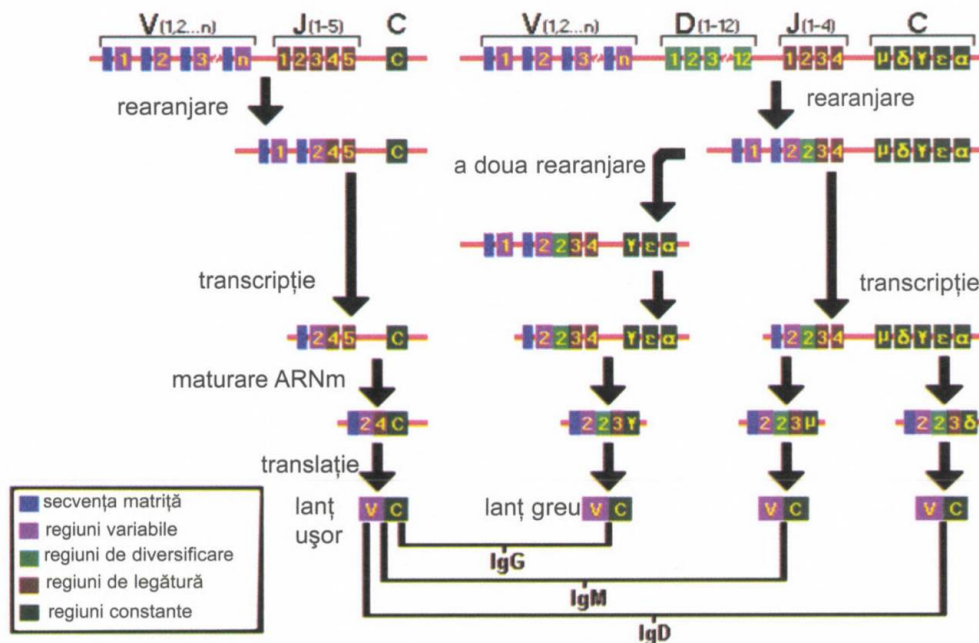 V(1,2...n) J(1-5) C V(1,2...n) D(1-12) J(1-4) C
1 2 3 n 1 2 3 4 5 C 1 2 3 n 1 2 3 12 1 2 3 4 μ δ γ ε α
rearanjare rearanjare
1 2 4 5 C 1 2 2 3 4 μ δ γ ε α
a doua rearanjare
1 2 2 3 4 γ ε α
transcripție transcripție
2 4 5 C 2 2 3 4 γ ε α 2 2 3 4 μ δ γ ε α
maturare ARNm
2 4 C 2 2 3 γ 2 2 3 μ 2 2 3 δ
translație
lanț ușor V C lanț greu V C V C V C
IgG
IgM
IgD
secvența matriță
regiuni variabile
regiuni de diversificare
regiuni de legătură
regiuni constante